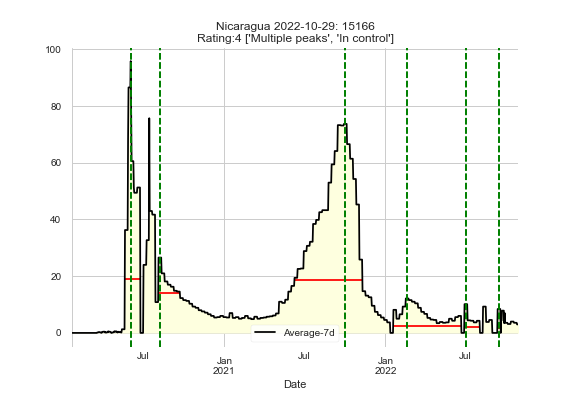 Nicaragua 2022-10-29: 15166
Rating:4 ['Multiple peaks', 'In control']
100
80
60
40
20
0
Average-7d
Jul
Jan
2021
Jul
Jan
2022
Jul
Date